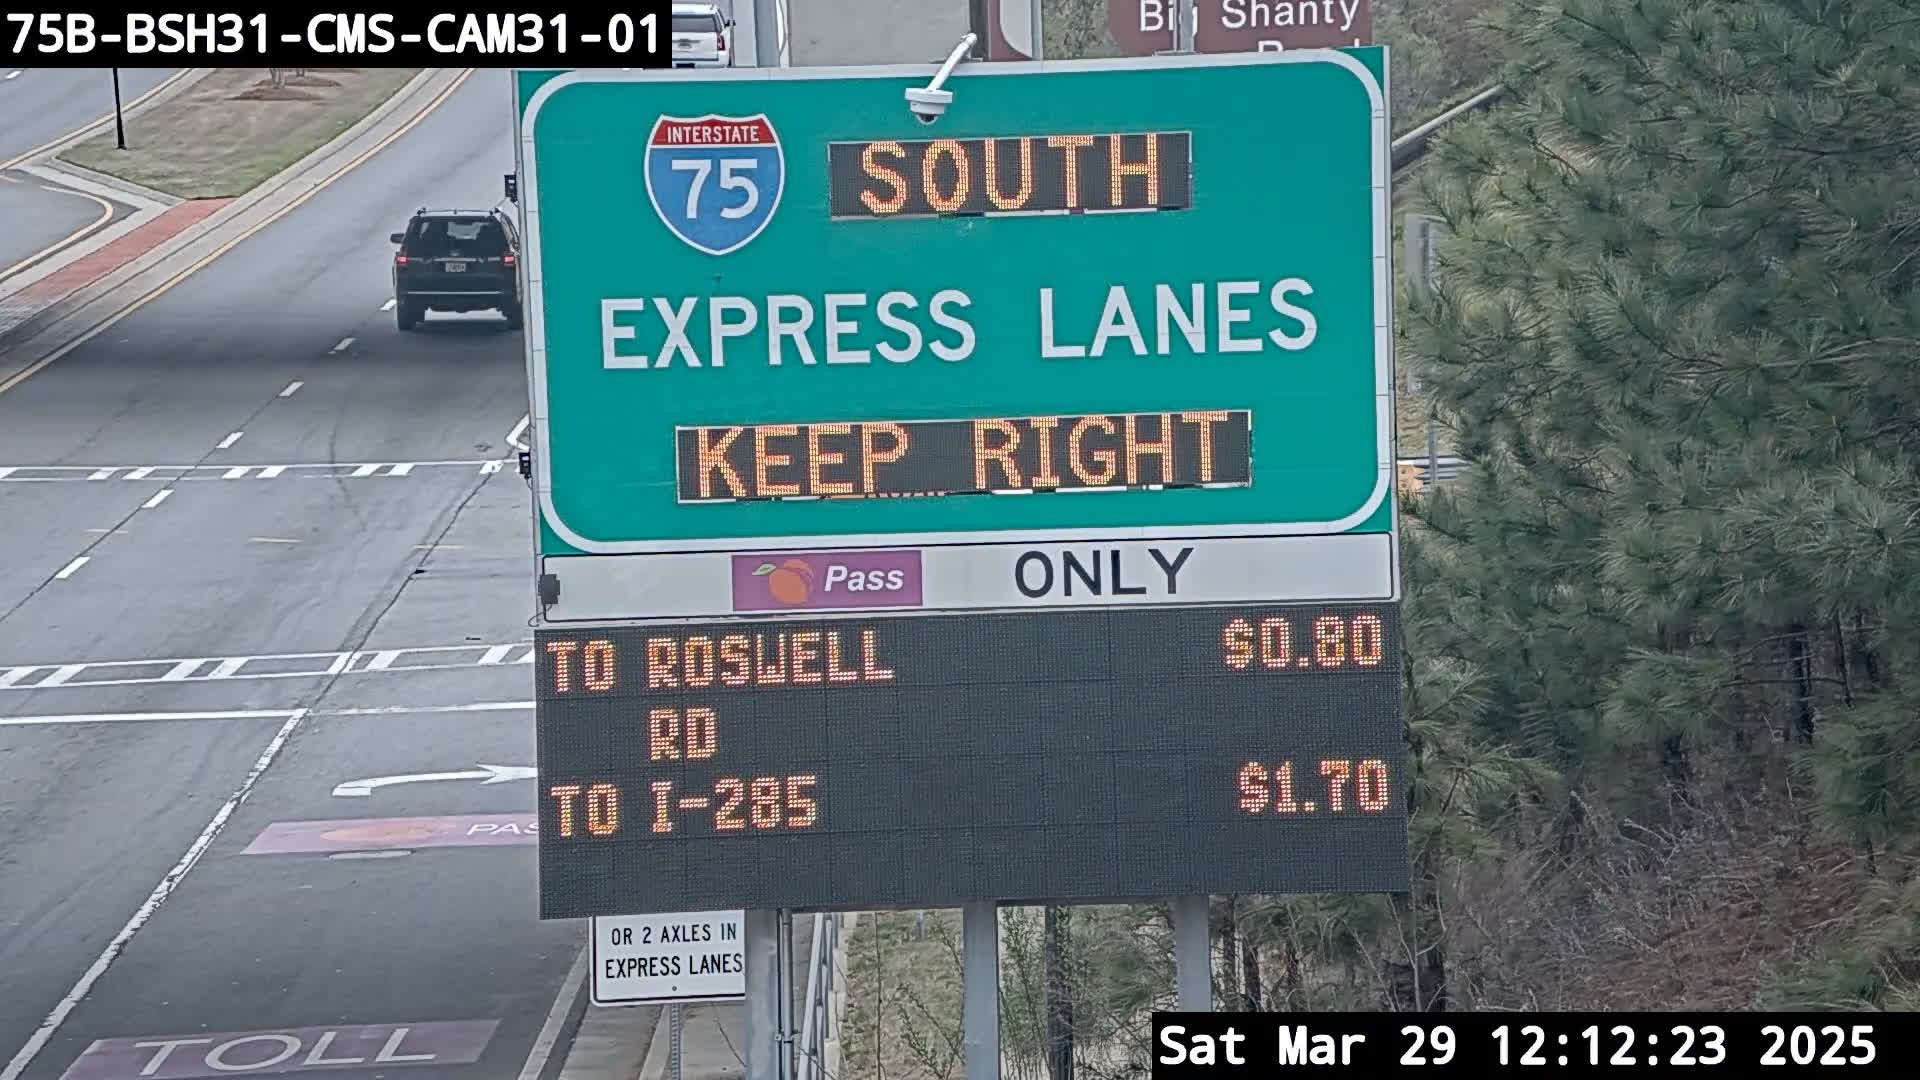 75B-BSH31-CMS-CAM31-01
Big Shanty
INTERSTATE
75
SOUTH
EXPRESS LANES
KEEP RIGHT
Pass ONLY
TO ROSWELL $0.80
RD
TO I-285 $1.70
PAS
OR 2 AXLES IN
EXPRESS LANES
TOLL
Sat Mar 29 12:12:23 2025